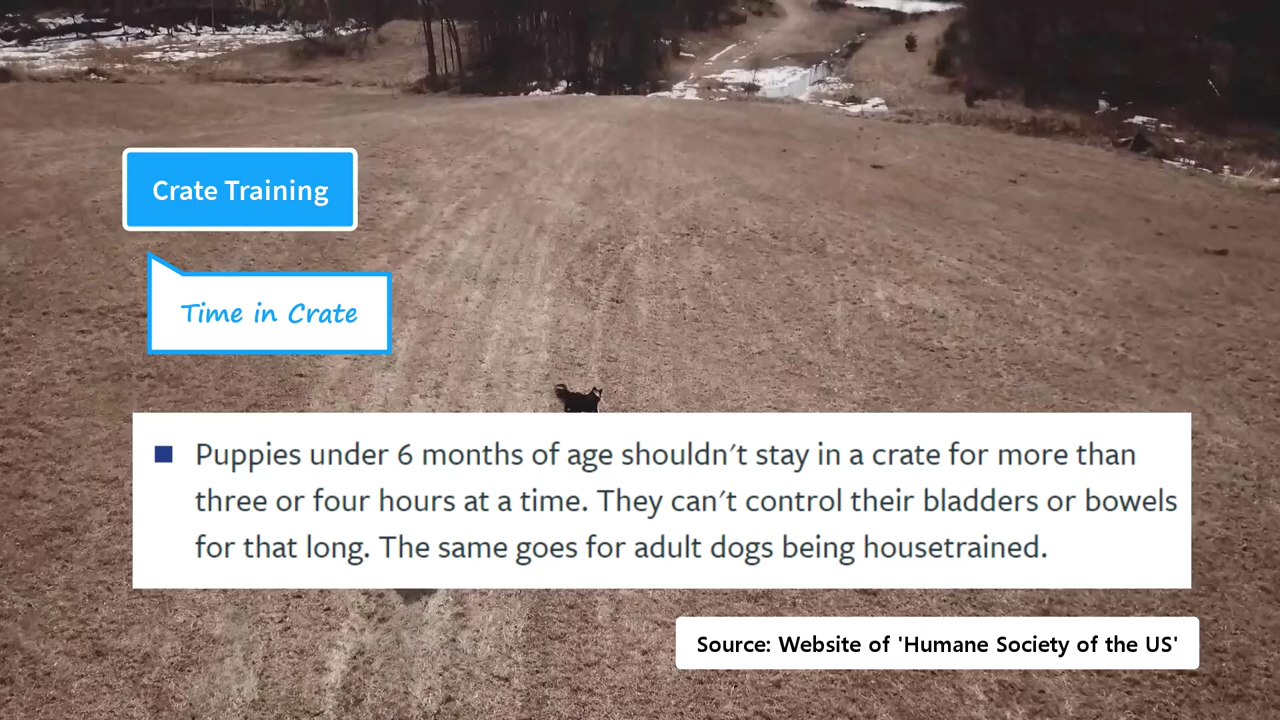 Crate Training
Time in Crate
■ Puppies under 6 months of age shouldn't stay in a crate for more than
three or four hours at a time. They can't control their bladders or bowels
for that long. The same goes for adult dogs being housetrained.
Source: Website of 'Humane Society of the US'